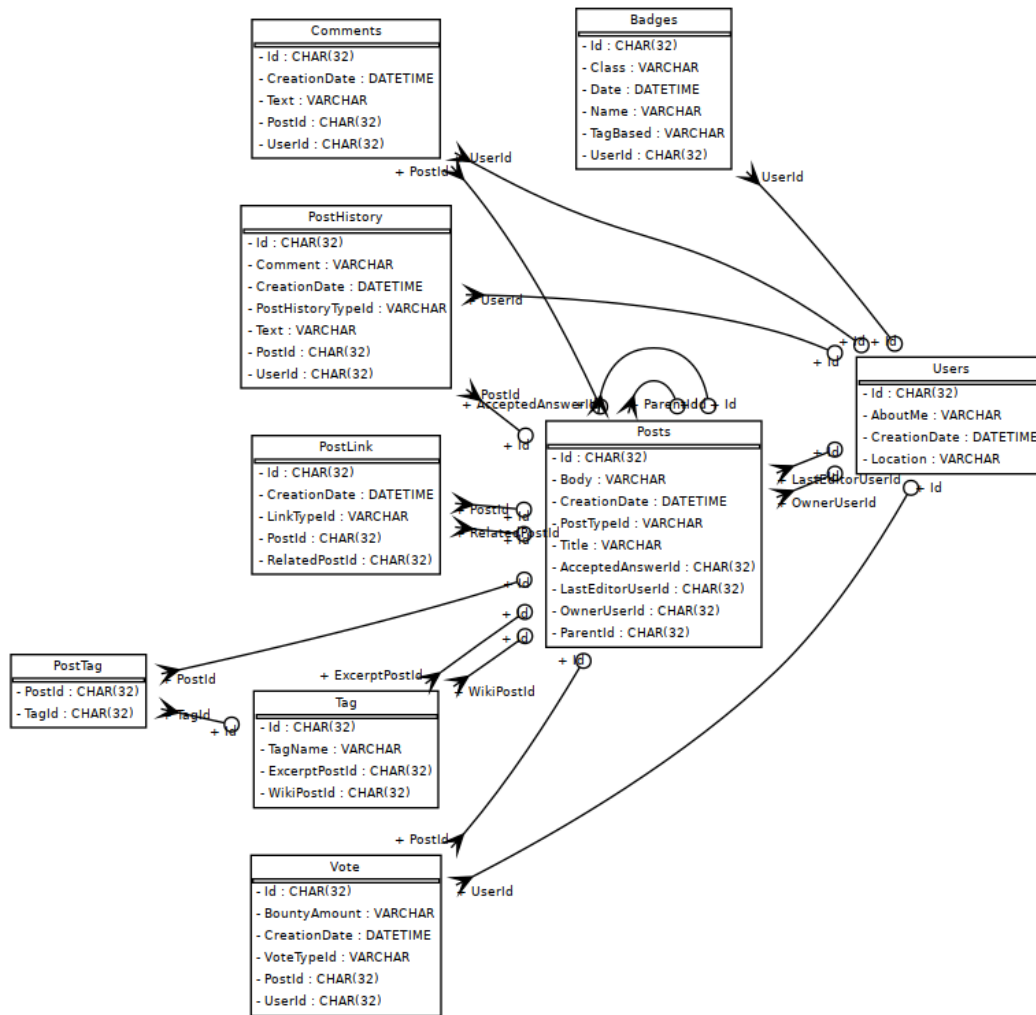 Comments
- Id : CHAR(32)
- CreationDate : DATETIME
- Text : VARCHAR
- PostId : CHAR(32)
- UserId : CHAR(32)
Badges
- Id : CHAR(32)
- Class : VARCHAR
- Date : DATETIME
- Name : VARCHAR
- TagBased : VARCHAR
- UserId : CHAR(32)
UserId
+ PostId
UserId
PostHistory
- Id : CHAR(32)
- Comment : VARCHAR
- CreationDate : DATETIME
- PostHistoryTypeId : VARCHAR
- Text : VARCHAR
- PostId : CHAR(32)
- UserId : CHAR(32)
+ UserId
+ Id
+ Id
+ Id
Users
- Id : CHAR(32)
- AboutMe : VARCHAR
- CreationDate : DATETIME
- Location : VARCHAR
PostId
+ Id
+ AcceptedAnswerId
+ ParentId
+ Id
Posts
- Id : CHAR(32)
- Body : VARCHAR
- CreationDate : DATETIME
- PostTypeId : VARCHAR
- Title : VARCHAR
- AcceptedAnswerId : CHAR(32)
- LastEditorUserId : CHAR(32)
- OwnerUserId : CHAR(32)
- ParentId : CHAR(32)
+ Id
+ LastEditorUserId
+ Id
+ OwnerUserId
+ Id
PostLink
- Id : CHAR(32)
- CreationDate : DATETIME
- LinkTypeId : VARCHAR
- PostId : CHAR(32)
- RelatedPostId : CHAR(32)
+ PostId
+ Id
+ RelatedPostId
+ Id
+ Id
+ Id
+ Id
+ Id
PostTag
- PostId : CHAR(32)
- TagId : CHAR(32)
+ PostId
+ TagId
+ Id
+ ExcerptPostId
+ WikiPostId
Tag
- Id : CHAR(32)
- TagName : VARCHAR
- ExcerptPostId : CHAR(32)
- WikiPostId : CHAR(32)
+ PostId
+ UserId
Vote
- Id : CHAR(32)
- BountyAmount : VARCHAR
- CreationDate : DATETIME
- VoteTypeId : VARCHAR
- PostId : CHAR(32)
- UserId : CHAR(32)